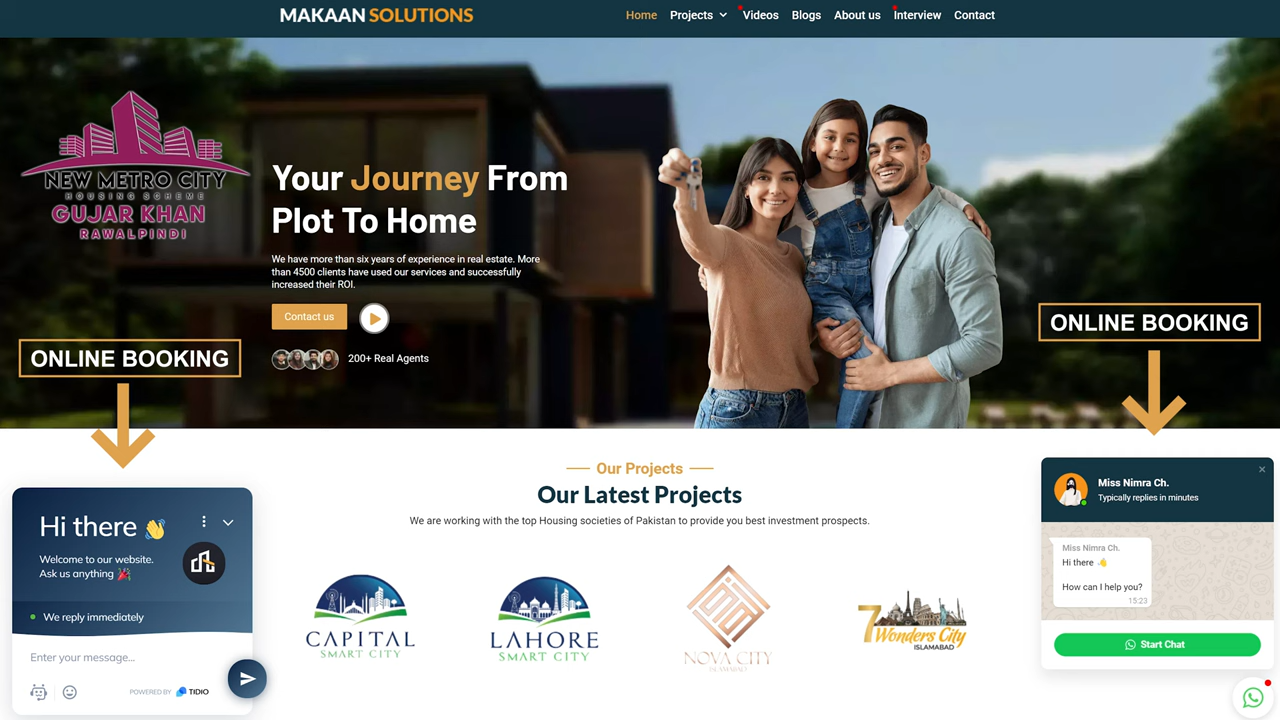 MAKAAN SOLUTIONS
Home Projects Videos Blogs About us Interview Contact
NEW METRO CITY
HOUSING SCHEME
GUJAR KHAN
RAWALPINDI
Your Journey From
Plot To Home
We have more than six years of experience in real estate. More
than 4500 clients have used our services and successfully
increased their ROI.
Contact us
200+ Real Agents
ONLINE BOOKING
ONLINE BOOKING
Our Projects
Our Latest Projects
We are working with the top Housing societies of Pakistan to provide you best investment prospects.
CAPITAL
SMART CITY
LAHORE
SMART CITY
NOVA CITY
ISLAMABAD
7 Wonders City
ISLAMABAD
Hi there 👋
Welcome to our website.
Ask us anything 🎉
We reply immediately
Enter your message...
POWERED BY TIDIO
Miss Nimra Ch.
Typically replies in minutes
Miss Nimra Ch.
Hi there 👋
How can I help you?
15:23
Start Chat